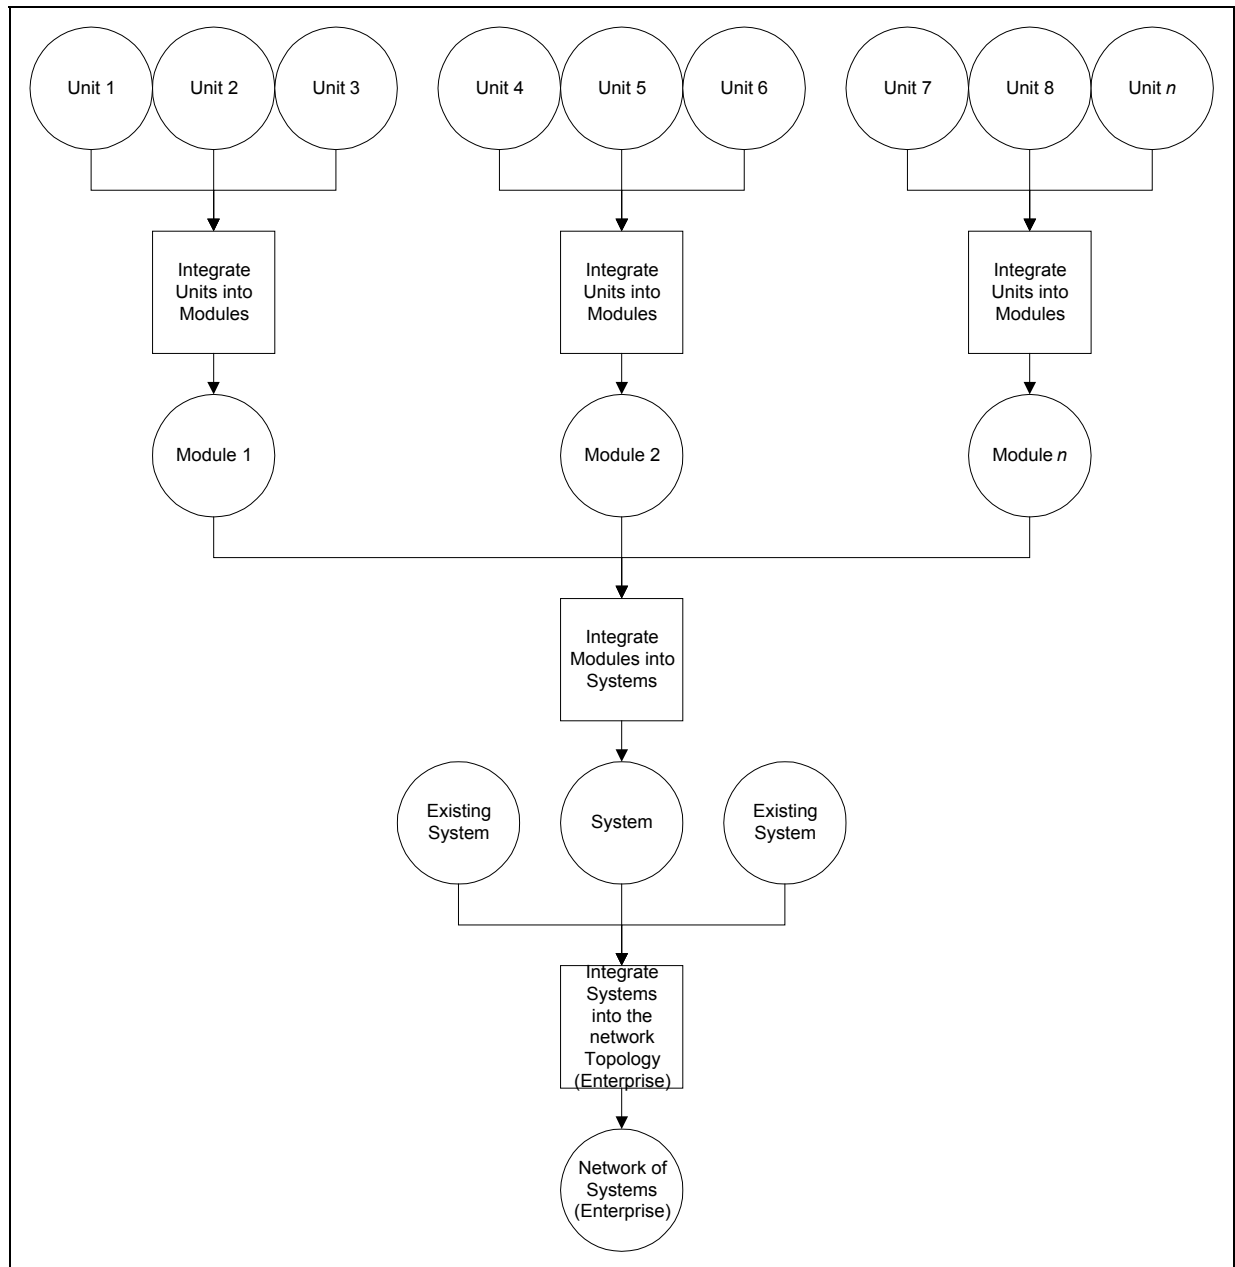 Unit 1
Unit 2
Unit 3
Unit 4
Unit 5
Unit 6
Unit 7
Unit 8
Unit n
Integrate
Units into
Modules
Integrate
Units into
Modules
Integrate
Units into
Modules
Module 1
Module 2
Module n
Integrate
Modules into
Systems
Existing
System
System
Existing
System
Integrate
Systems
into the
network
Topology
(Enterprise)
Network of
Systems
(Enterprise)